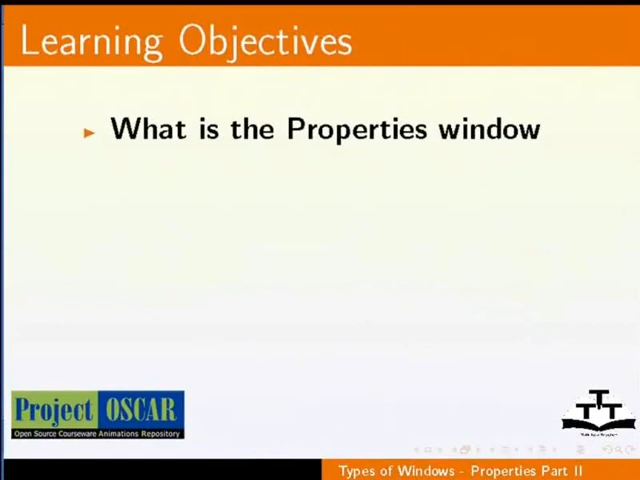 Learning Objectives
What is the Properties window
Project OSCAR
Open Source Courseware Animations Repository
TTT
Types of Windows - Properties Part II